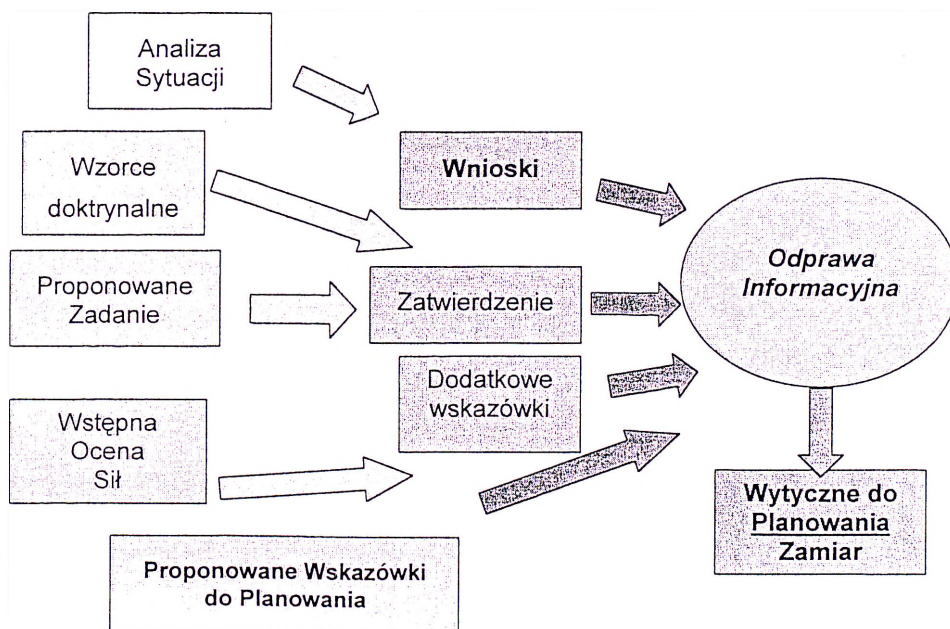 Analiza
Sytuacji
Wzorce
doktrynalne
Proponowane
Zadanie
Wstępna
Ocena
Sił
Proponowane Wskazówki
do Planowania
Wnioski
Zatwierdzenie
Dodatkowe
wskazówki
Odprawa
Informacyjna
Wytyczne do
Planowania
Zamiar